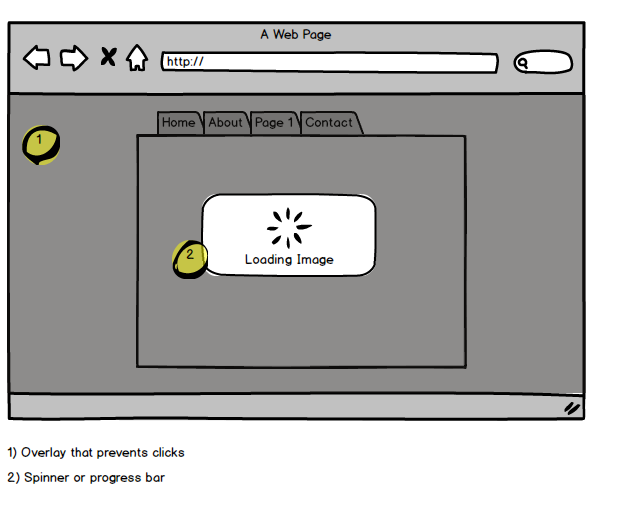 A Web Page
http://
Home About Page 1 Contact
1
2
Loading Image
1) Overlay that prevents clicks
2) Spinner or progress bar